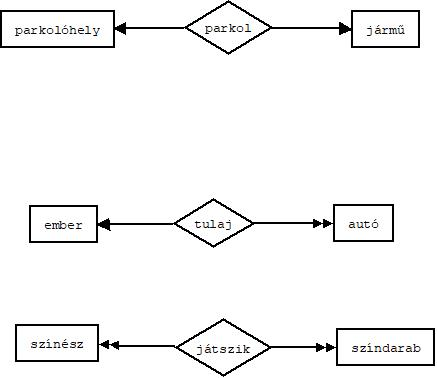 parkolóhely parkol jármű
ember tulaj autó
színész játszik színdarab